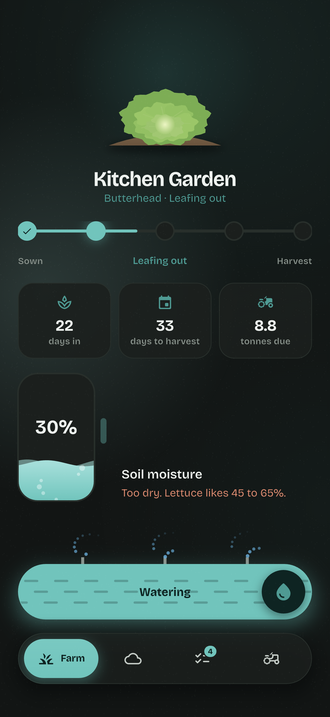 Kitchen Garden
Butterhead · Leafing out
Sown
Leafing out
Harvest
22
days in
33
days to harvest
8.8
tonnes due
30%
Soil moisture
Too dry. Lettuce likes 45 to 65%.
Watering
Farm
4